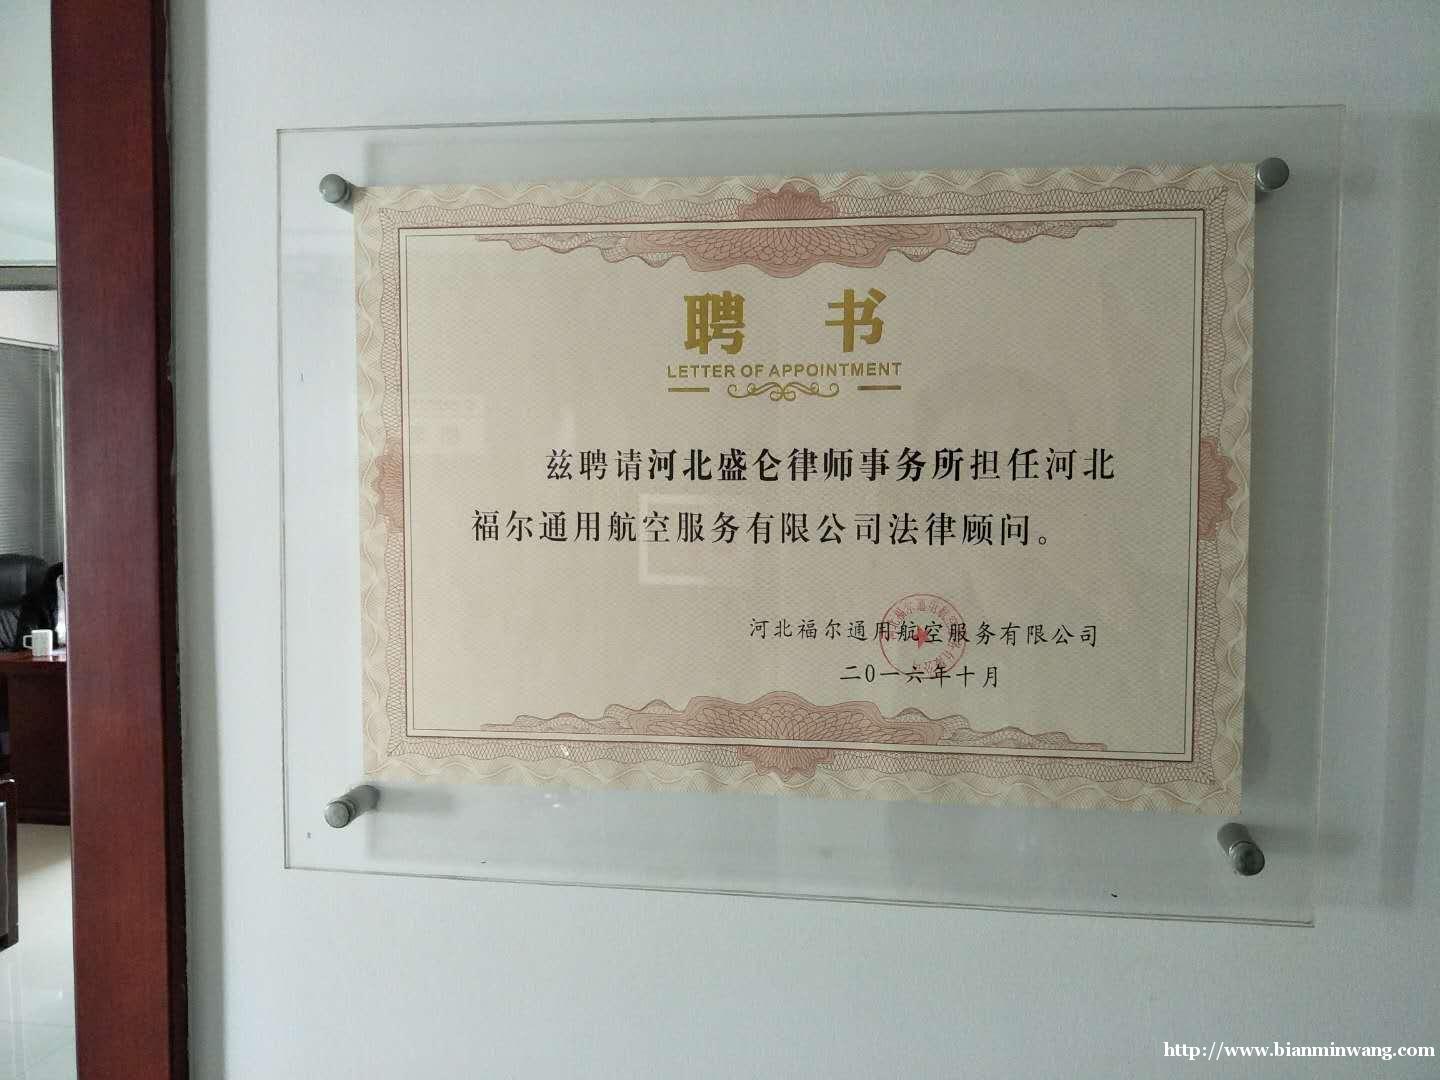 聘 书
LETTER OF APPOINTMENT
兹聘请河北盛仑律师事务所担任河北
福尔通用航空服务有限公司法律顾问。
河北福尔通用航空服务有限公司
二0一六年十月
http://www.bianminwang.com